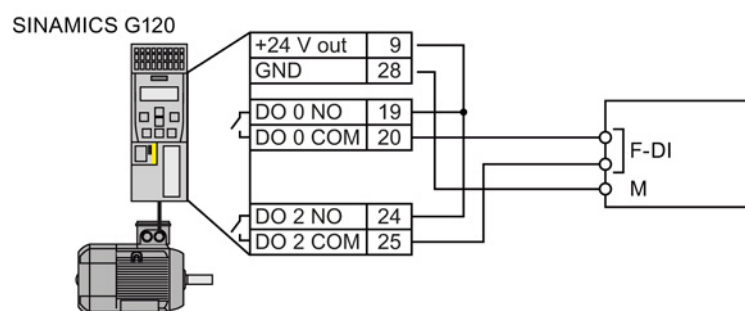 SINAMICS G120
+24 V out 9
GND 28
DO 0 NO 19
DO 0 COM 20
F-DI
M
DO 2 NO 24
DO 2 COM 25